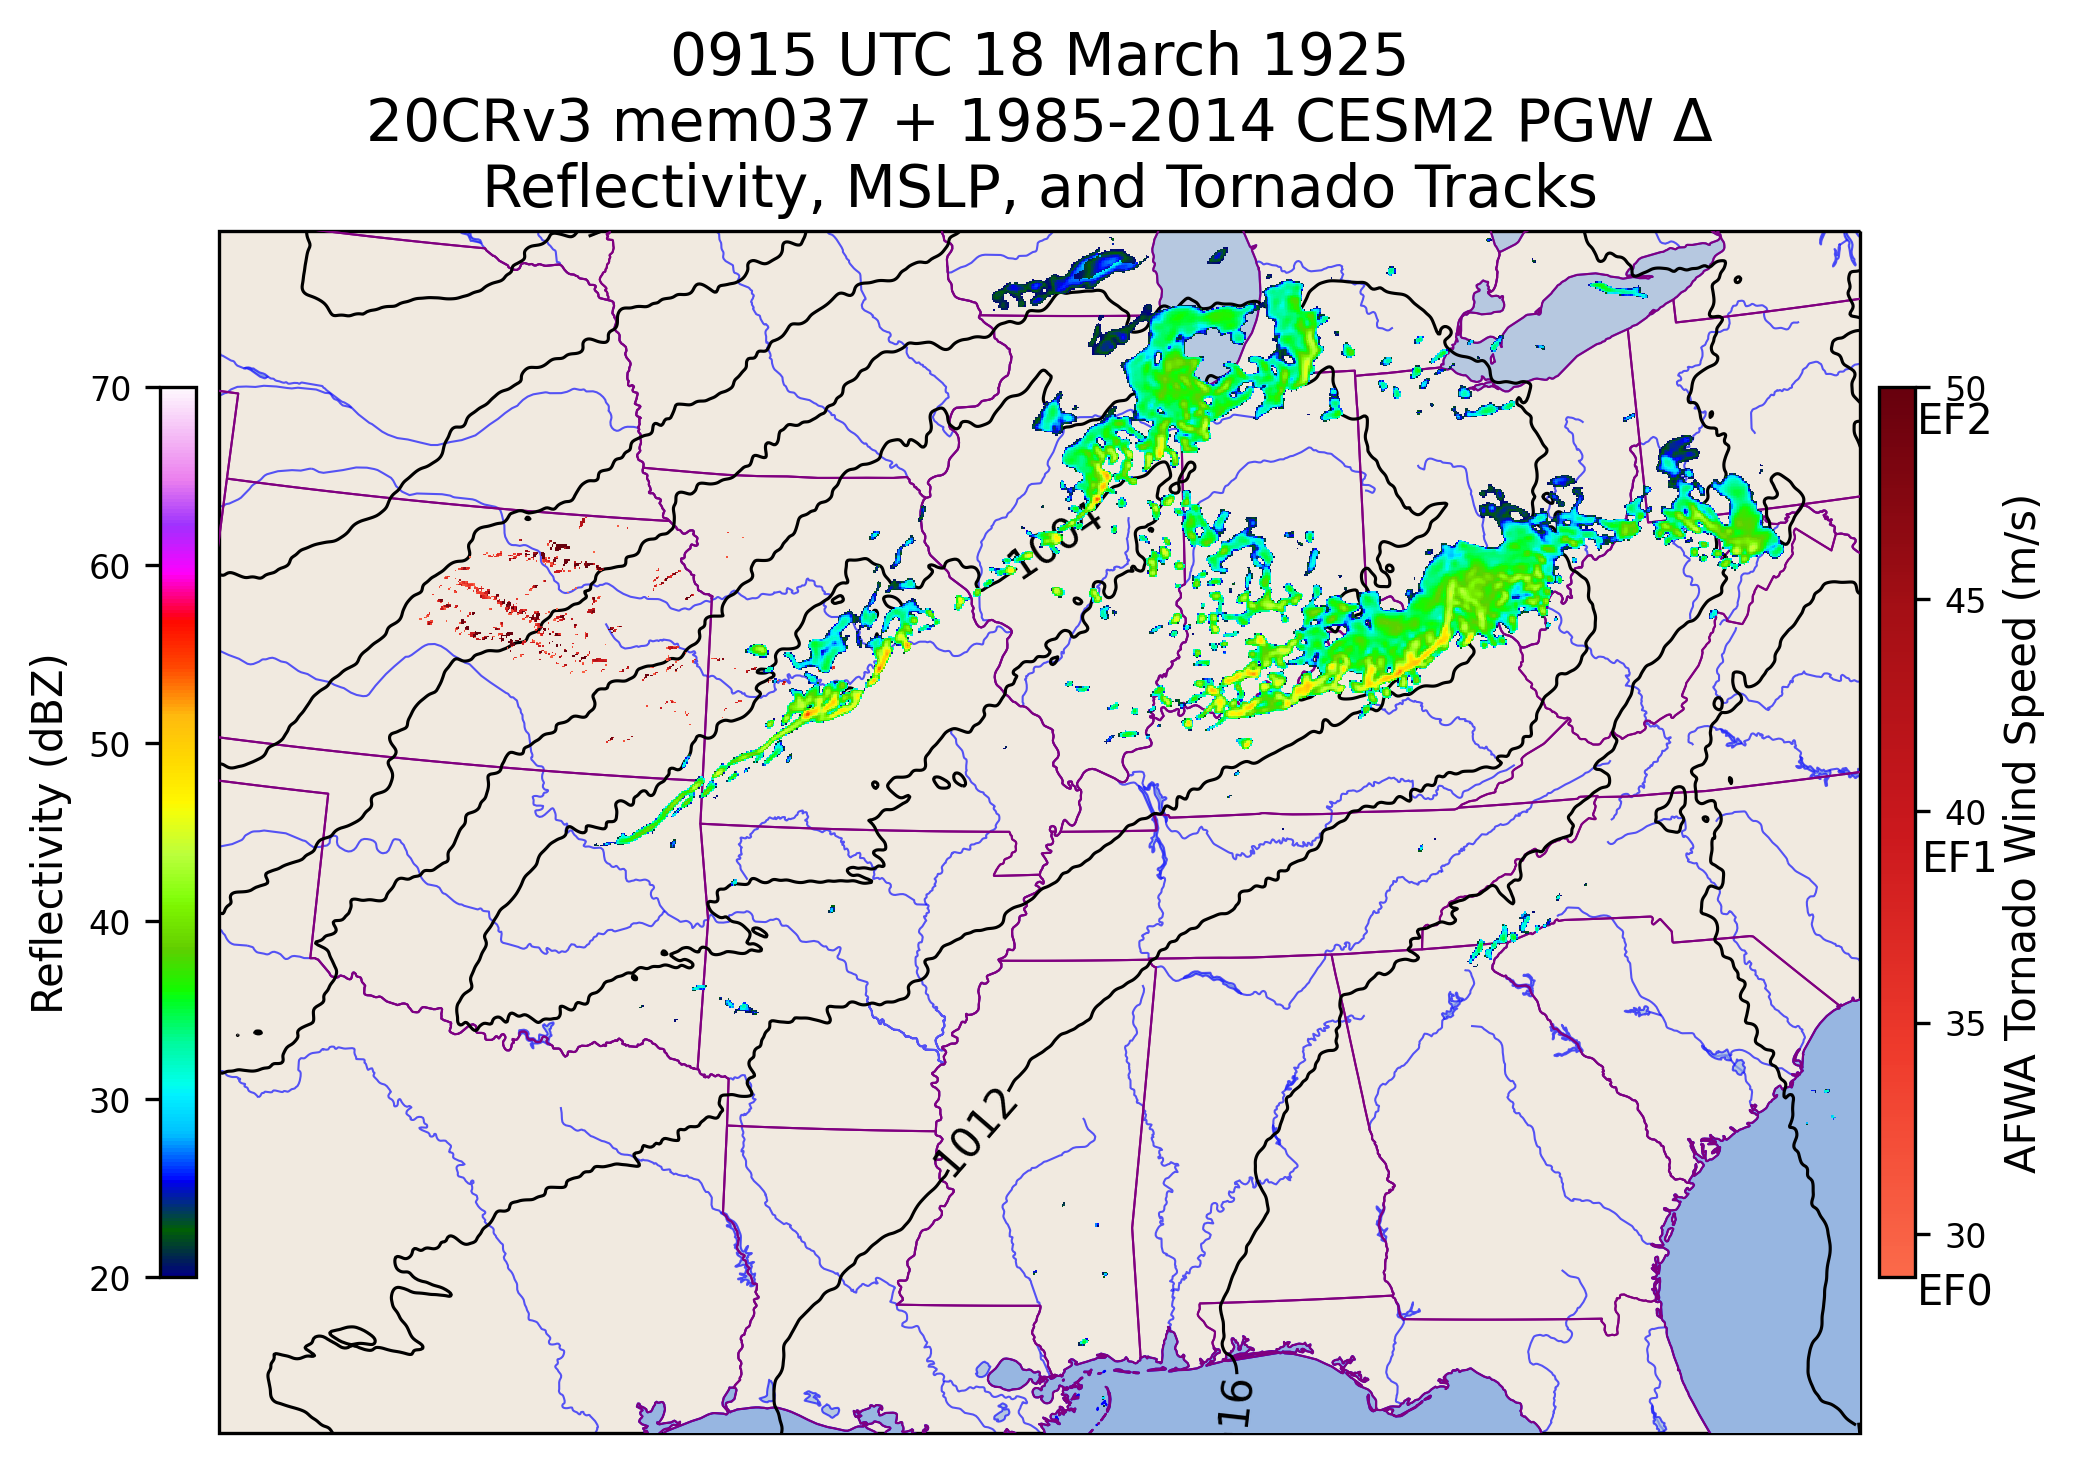 0915 UTC 18 March 1925
20CRv3 mem037 + 1985-2014 CESM2 PGW Δ
Reflectivity, MSLP, and Tornado Tracks
70
60
50
40
30
20
Reflectivity (dBZ)
1004
1012
16
50
EF2
45
40
EF1
35
30
EF0
AFWA Tornado Wind Speed (m/s)